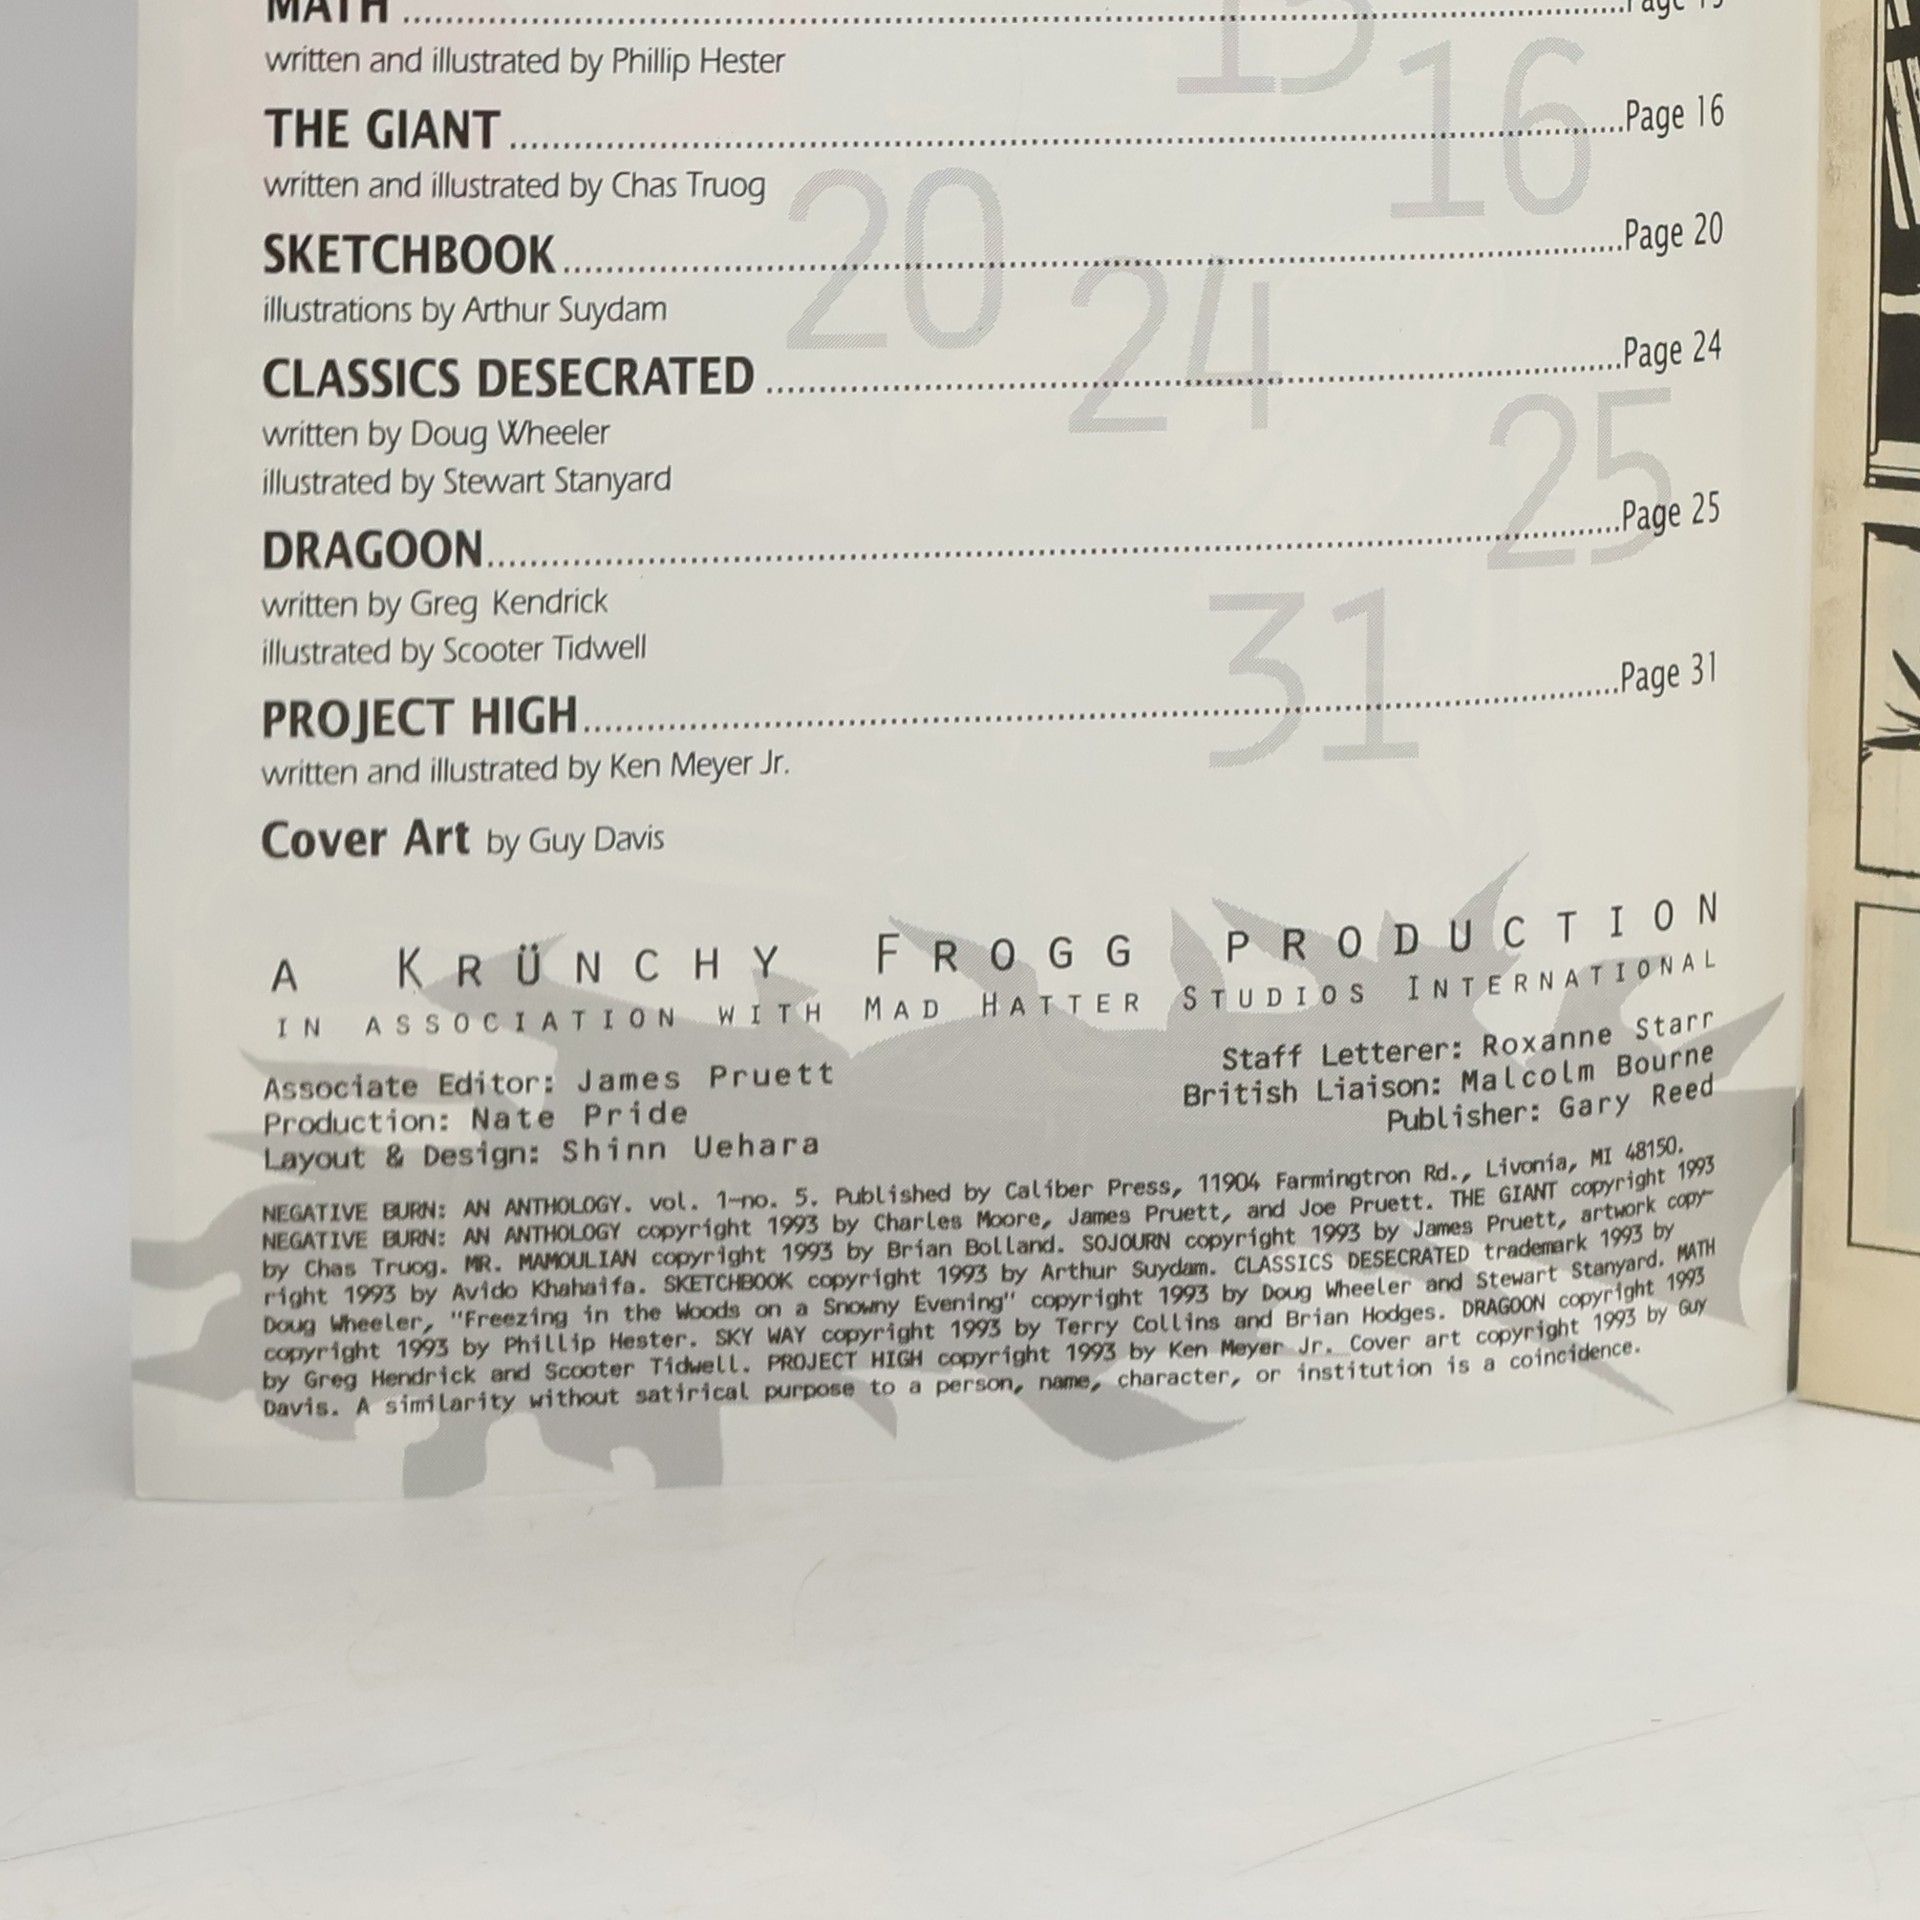 MATH ........Page 15
written and illustrated by Phillip Hester
THE GIANT ........Page 16
written and illustrated by Chas Truog
SKETCHBOOK ........Page 20
illustrations by Arthur Suydam
CLASSICS DESECRATED ........Page 24
written by Doug Wheeler
illustrated by Stewart Stanyard
DRAGOON ........Page 25
written by Greg Kendrick
illustrated by Scooter Tidwell
PROJECT HIGH ........Page 31
written and illustrated by Ken Meyer Jr.
Cover Art by Guy Davis
15
16
20
24
25
31
A KRÜNCHY FROGG PRODUCTION
IN ASSOCIATION WITH MAD HATTER STUDIOS INTERNATIONAL
Associate Editor: James Pruett
Production: Nate Pride
Layout & Design: Shinn Uehara
Staff Letterer: Roxanne Starr
British Liaison: Malcolm Bourne
Publisher: Gary Reed
NEGATIVE BURN: AN ANTHOLOGY. vol. 1—no. 5. Published by Caliber Press, 11904 Farmingtron Rd., Livonia, MI 48150.
NEGATIVE BURN: AN ANTHOLOGY copyright 1993 by Charles Moore, James Pruett, and Joe Pruett. THE GIANT copyright 1993
by Chas Truog. MR. MAMOULIAN copyright 1993 by Brian Bolland. SOJOURN copyright 1993 by James Pruett, artwork copy-
right 1993 by Avido Khahaifa. SKETCHBOOK copyright 1993 by Arthur Suydam. CLASSICS DESECRATED trademark 1993 by
Doug Wheeler, "Freezing in the Woods on a Snowny Evening" copyright 1993 by Doug Wheeler and Stewart Stanyard. MATH
copyright 1993 by Phillip Hester. SKY WAY copyright 1993 by Terry Collins and Brian Hodges. DRAGOON copyright 1993
by Greg Hendrick and Scooter Tidwell. PROJECT HIGH copyright 1993 by Ken Meyer Jr. Cover art copyright 1993 by Guy
Davis. A similarity without satirical purpose to a person, name, character, or institution is a coincidence.